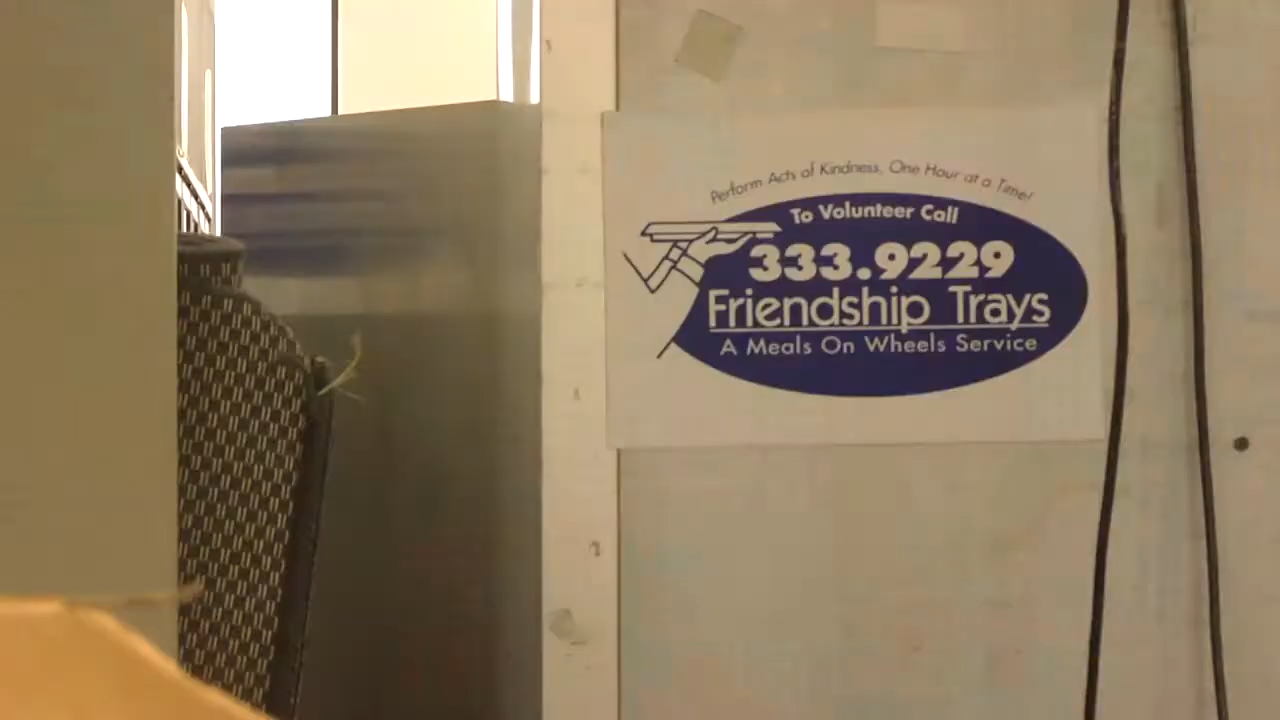 Perform Acts of Kindness, One Hour at a Time!
To Volunteer Call
333.9229
Friendship Trays
A Meals On Wheels Service